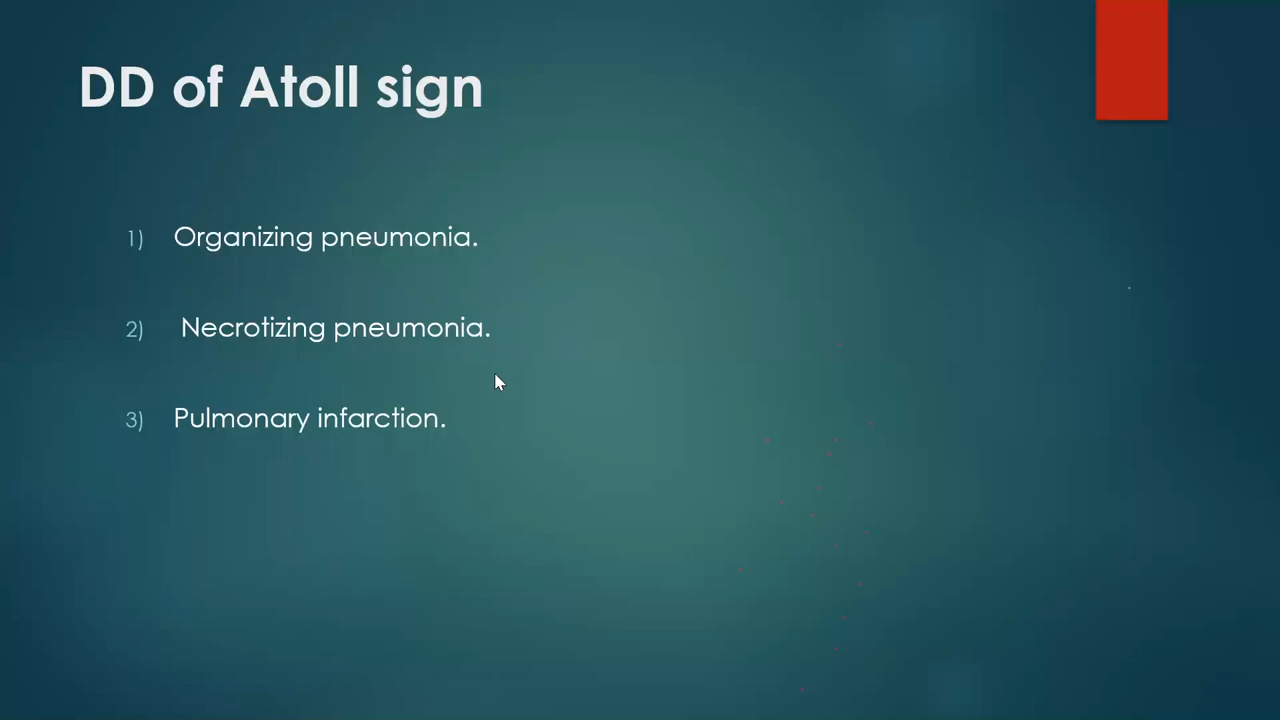 DD of Atoll sign
1) Organizing pneumonia.
2) Necrotizing pneumonia.
3) Pulmonary infarction.